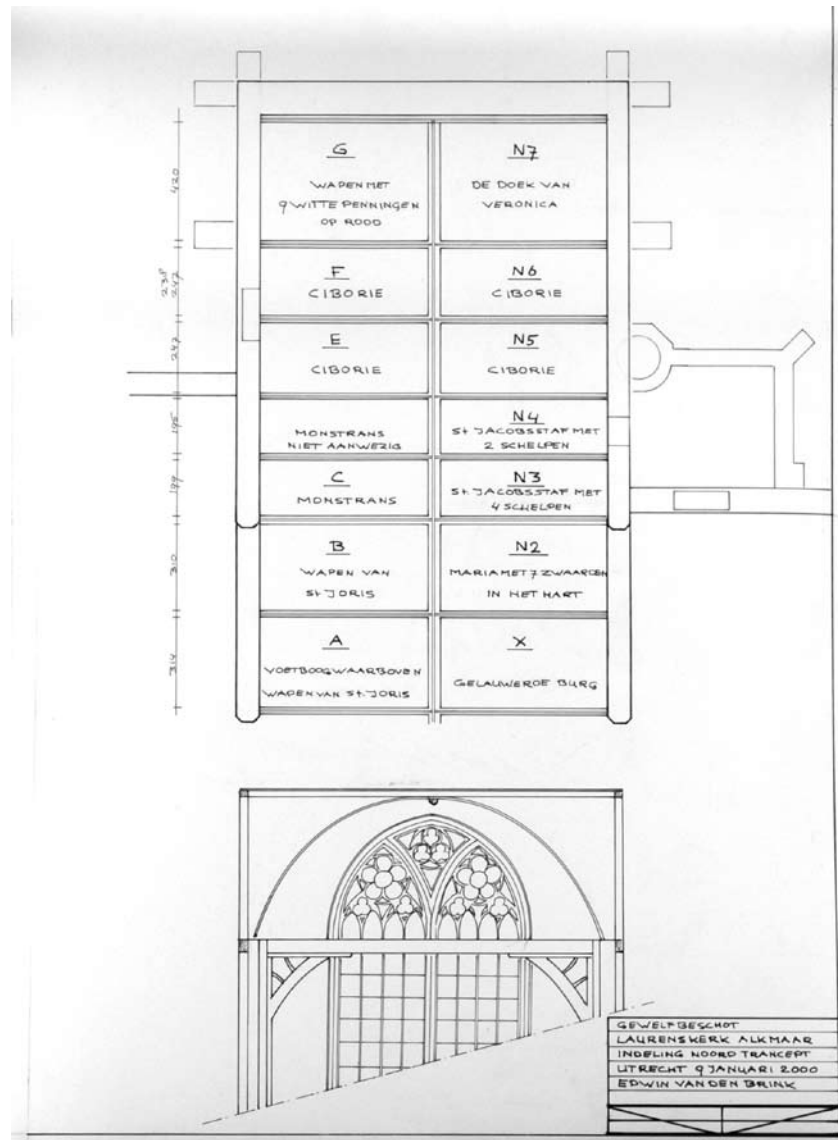 G
WAPEN MET
9 WITTE PENNINGEN
OP ROOD
N7
DE DOEK VAN
VERONICA
F
CIBORIE
N6
CIBORIE
E
CIBORIE
N5
CIBORIE
MONSTRANS
NIET AANWEZIG
N4
St. JACOBSSTAF MET
2 SCHELPEN
C
MONSTRANS
N3
St. JACOBSSTAF MET
4 SCHELPEN
B
WAPEN VAN
St. JORIS
N2
MARIA MET 7 ZWAARDEN
IN HET HART
A
VOETBOOG WAARBOVEN
WAPEN VAN St. JORIS
X
GELAUWERDE BURG
420
238
247
247
195
199
310
314
GEWELFBESCHOT
LAURENSKERK ALKMAAR
INDELING NOORD TRANCEPT
UTRECHT 9 JANUARI 2000
EDWIN VAN DEN BRINK